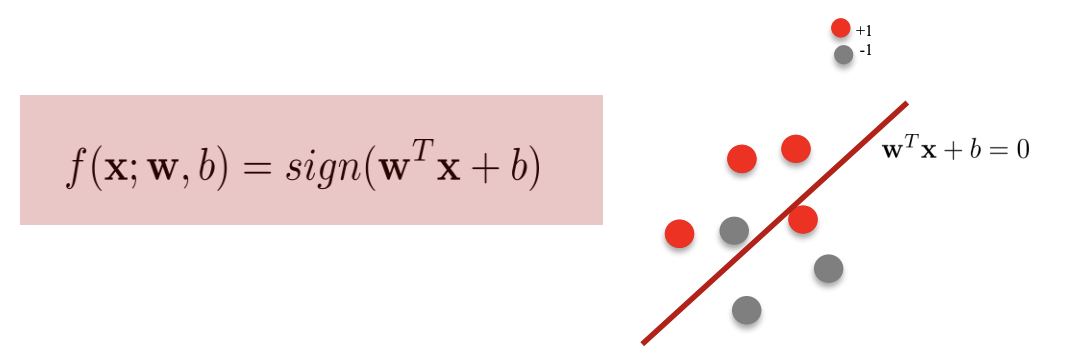 +1
-1
f(x; w, b) = sign(w^T x + b)
w^T x + b = 0